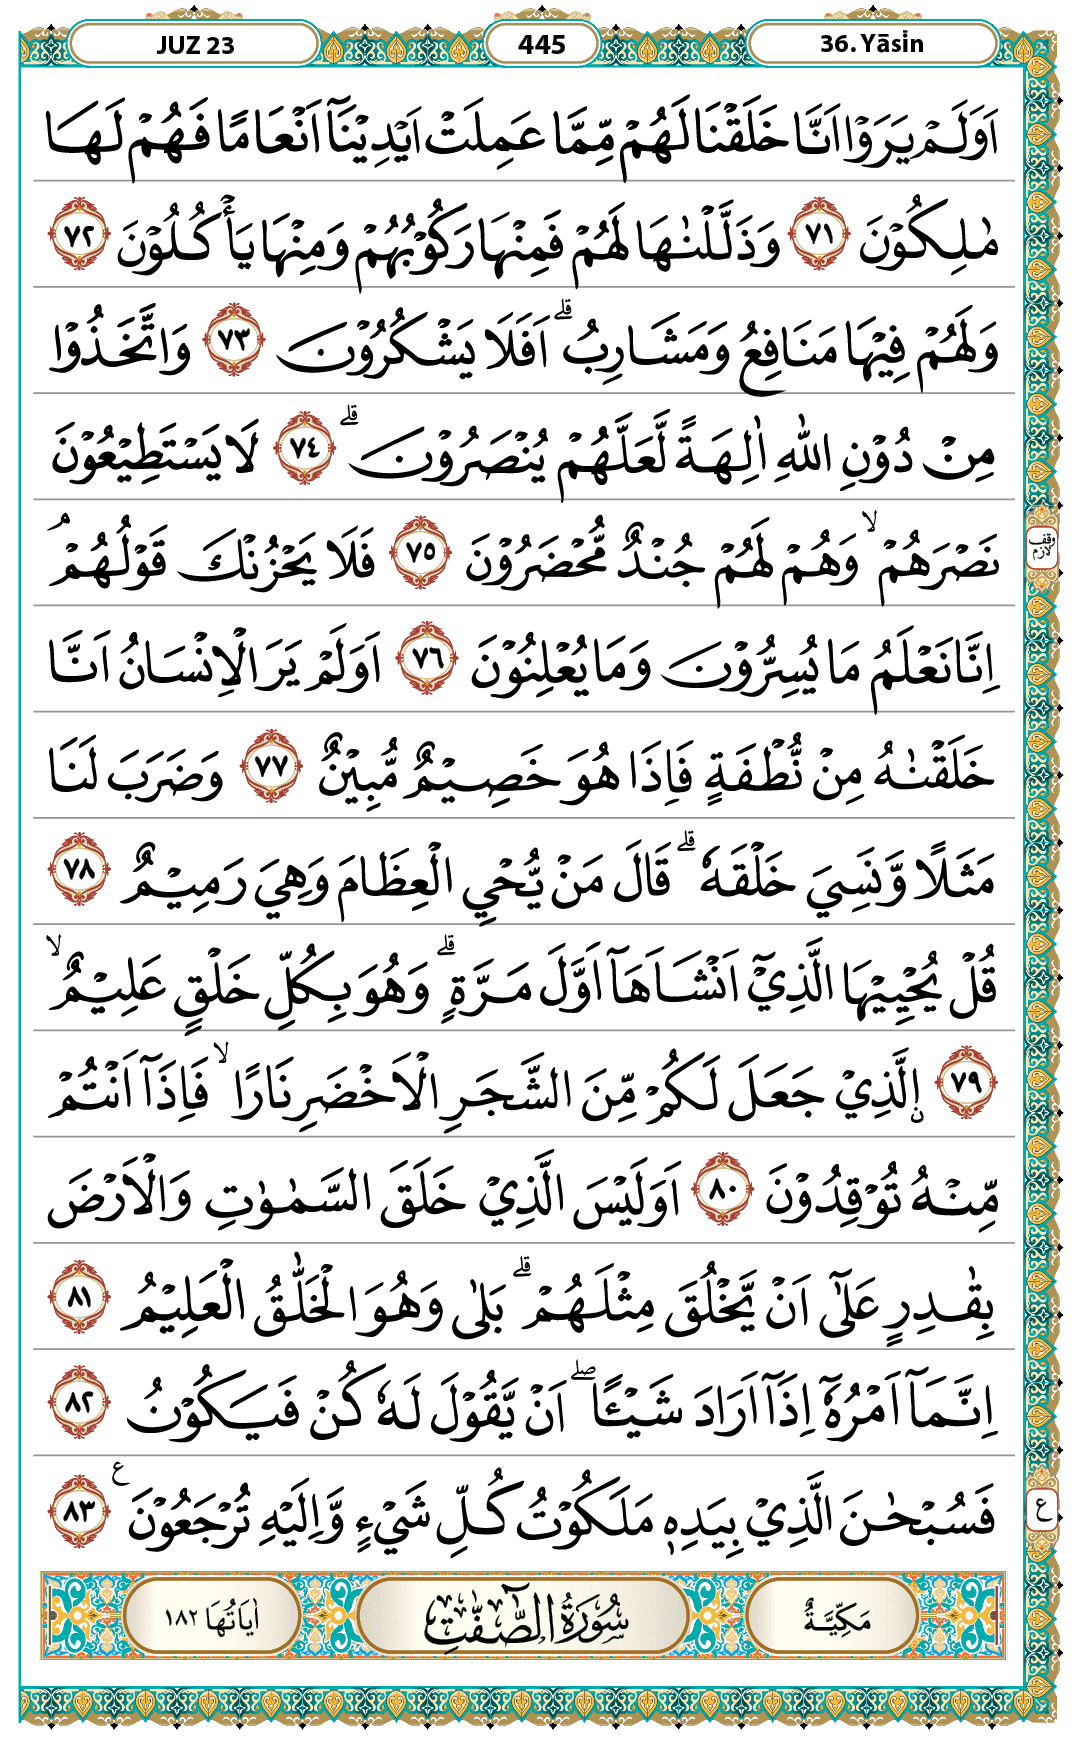 JUZ 23
445
36. Yāsin
اَوَلَمْ يَرَوْا اَنَّا خَلَقْنَا لَهُمْ مِّمَّا عَمِلَتْ اَيْدِيْنَآ اَنْعَامًا فَهُمْ لَهَا
مٰلِكُوْنَ ٧١ وَذَلَّلْنٰهَا لَهُمْ فَمِنْهَا رَكُوْبُهُمْ وَمِنْهَا يَأْكُلُوْنَ ٧٢
وَلَهُمْ فِيْهَا مَنَافِعُ وَمَشَارِبُۗ اَفَلَا يَشْكُرُوْنَ ٧٣ وَاتَّخَذُوْا
مِنْ دُوْنِ اللّٰهِ اٰلِهَةً لَّعَلَّهُمْ يُنْصَرُوْنَۗ ٧٤ لَا يَسْتَطِيْعُوْنَ
نَصْرَهُمْۙ وَهُمْ لَهُمْ جُنْدٌ مُّحْضَرُوْنَ ٧٥ فَلَا يَحْزُنْكَ قَوْلُهُمْۘ
وقف لازم
اِنَّا نَعْلَمُ مَا يُسِرُّوْنَ وَمَا يُعْلِنُوْنَ ٧٦ اَوَلَمْ يَرَ الْاِنْسَانُ اَنَّا
خَلَقْنٰهُ مِنْ نُّطْفَةٍ فَاِذَا هُوَ خَصِيْمٌ مُّبِيْنٌ ٧٧ وَضَرَبَ لَنَا
مَثَلًا وَّنَسِيَ خَلْقَهٗۗ قَالَ مَنْ يُّحْيِ الْعِظَامَ وَهِيَ رَمِيْمٌ ٧٨
قُلْ يُحْيِيْهَا الَّذِيْٓ اَنْشَاَهَآ اَوَّلَ مَرَّةٍۗ وَهُوَ بِكُلِّ خَلْقٍ عَلِيْمٌۙ
٧٩ ۨالَّذِيْ جَعَلَ لَكُمْ مِّنَ الشَّجَرِ الْاَخْضَرِ نَارًاۙ فَاِذَآ اَنْتُمْ
مِّنْهُ تُوْقِدُوْنَ ٨٠ اَوَلَيْسَ الَّذِيْ خَلَقَ السَّمٰوٰتِ وَالْاَرْضَ
بِقٰدِرٍ عَلٰٓى اَنْ يَّخْلُقَ مِثْلَهُمْۗ بَلٰى وَهُوَ الْخَلّٰقُ الْعَلِيْمُ ٨١
اِنَّمَآ اَمْرُهٗٓ اِذَآ اَرَادَ شَيْـًٔاۖ اَنْ يَّقُوْلَ لَهٗ كُنْ فَيَكُوْنُ ٨٢
فَسُبْحٰنَ الَّذِيْ بِيَدِهٖ مَلَكُوْتُ كُلِّ شَيْءٍ وَّاِلَيْهِ تُرْجَعُوْنَ ࣖ ٨٣
ع
مَكِّيَّةٌ
سُوْرَةُ الصّٰۤفّٰتِ
اٰيَاتُهَا ١٨٢